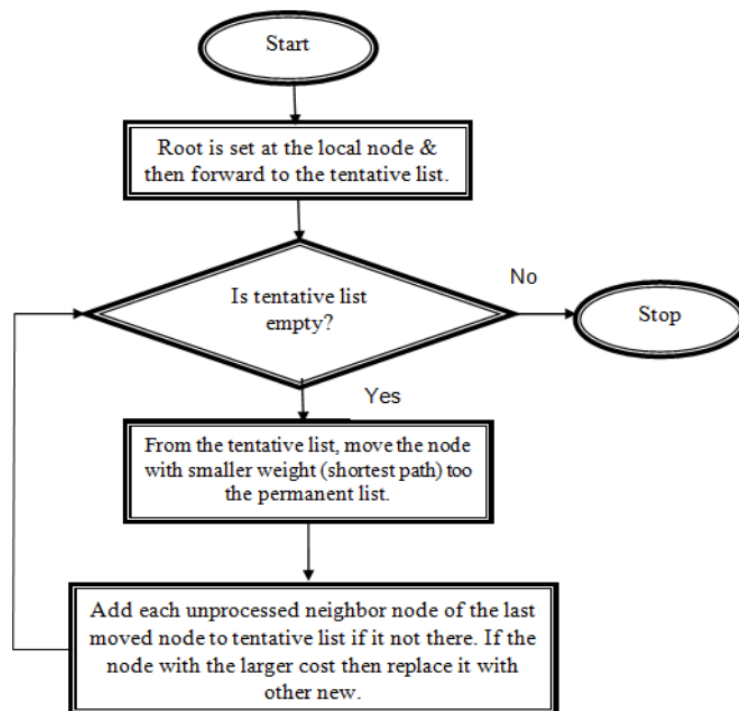 Start
Root is set at the local node &
then forward to the tentative list.
Is tentative list
empty?
No
Stop
Yes
From the tentative list, move the node
with smaller weight (shortest path) too
the permanent list.
Add each unprocessed neighbor node of the last
moved node to tentative list if it not there. If the
node with the larger cost then replace it with
other new.